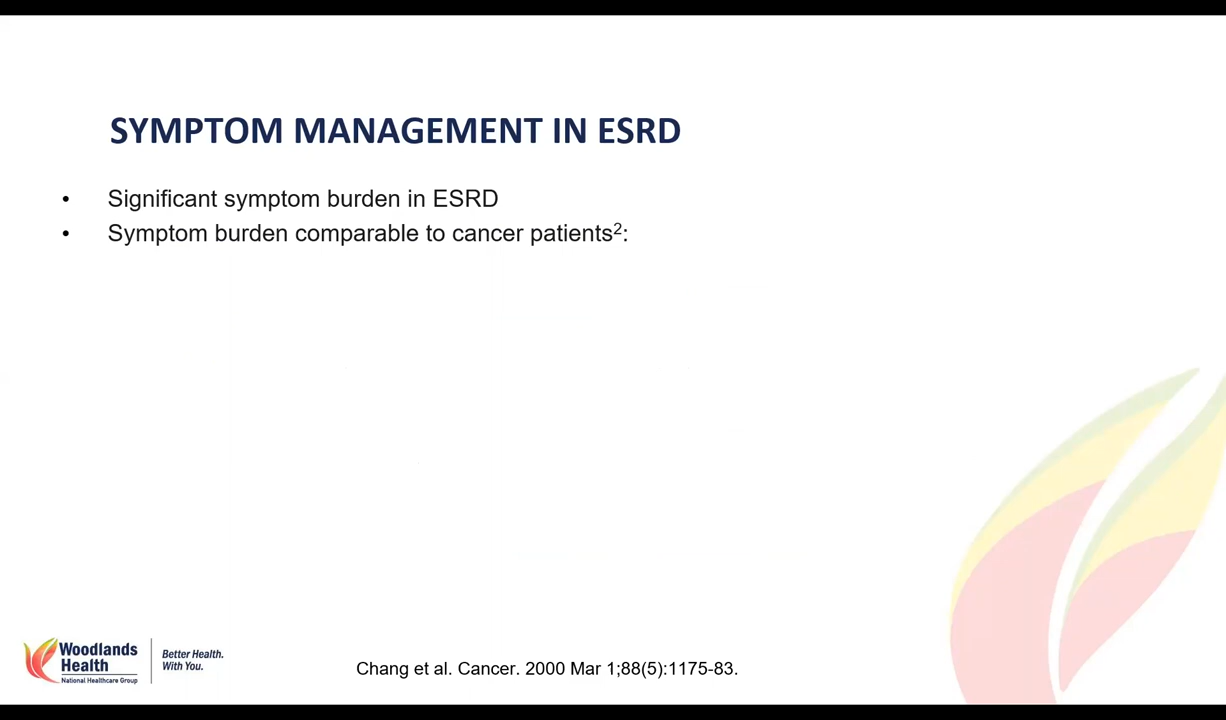 SYMPTOM MANAGEMENT IN ESRD
• Significant symptom burden in ESRD
• Symptom burden comparable to cancer patients²:
Woodlands
Health
National Healthcare Group
Better Health.
With You.
Chang et al. Cancer. 2000 Mar 1;88(5):1175-83.